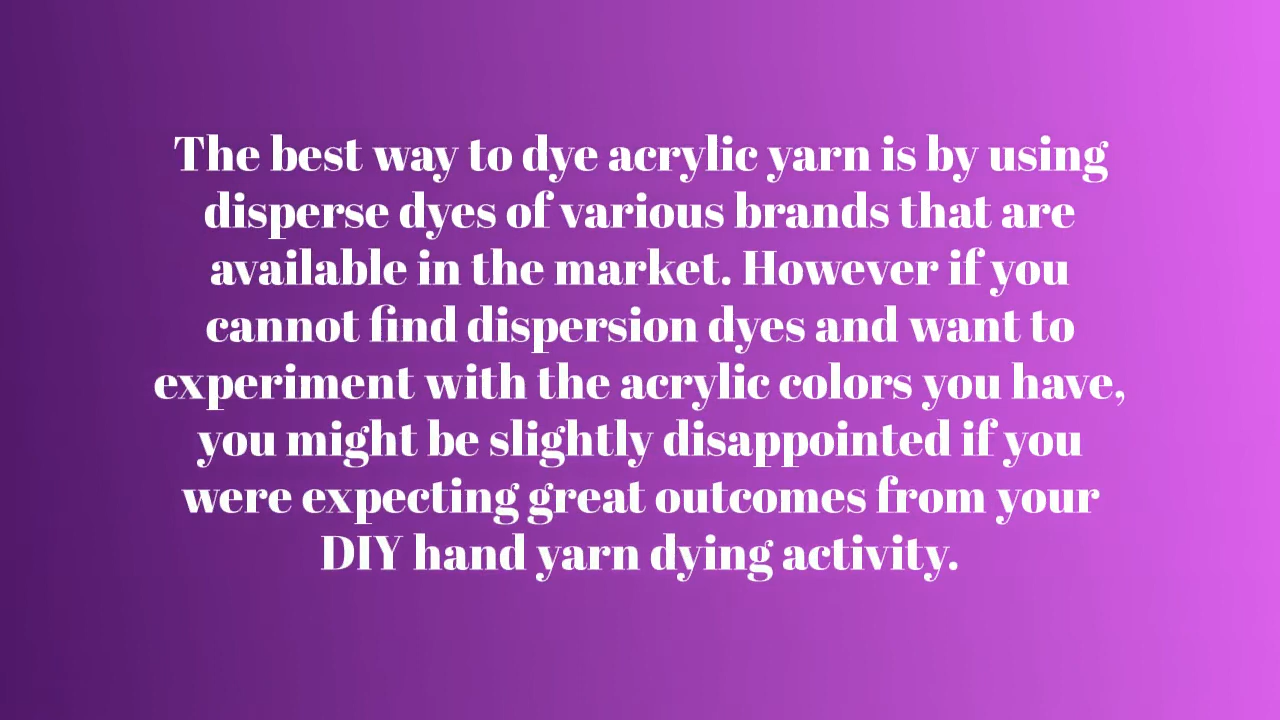 The best way to dye acrylic yarn is by using
disperse dyes of various brands that are
available in the market. However if you
cannot find dispersion dyes and want to
experiment with the acrylic colors you have,
you might be slightly disappointed if you
were expecting great outcomes from your
DIY hand yarn dying activity.